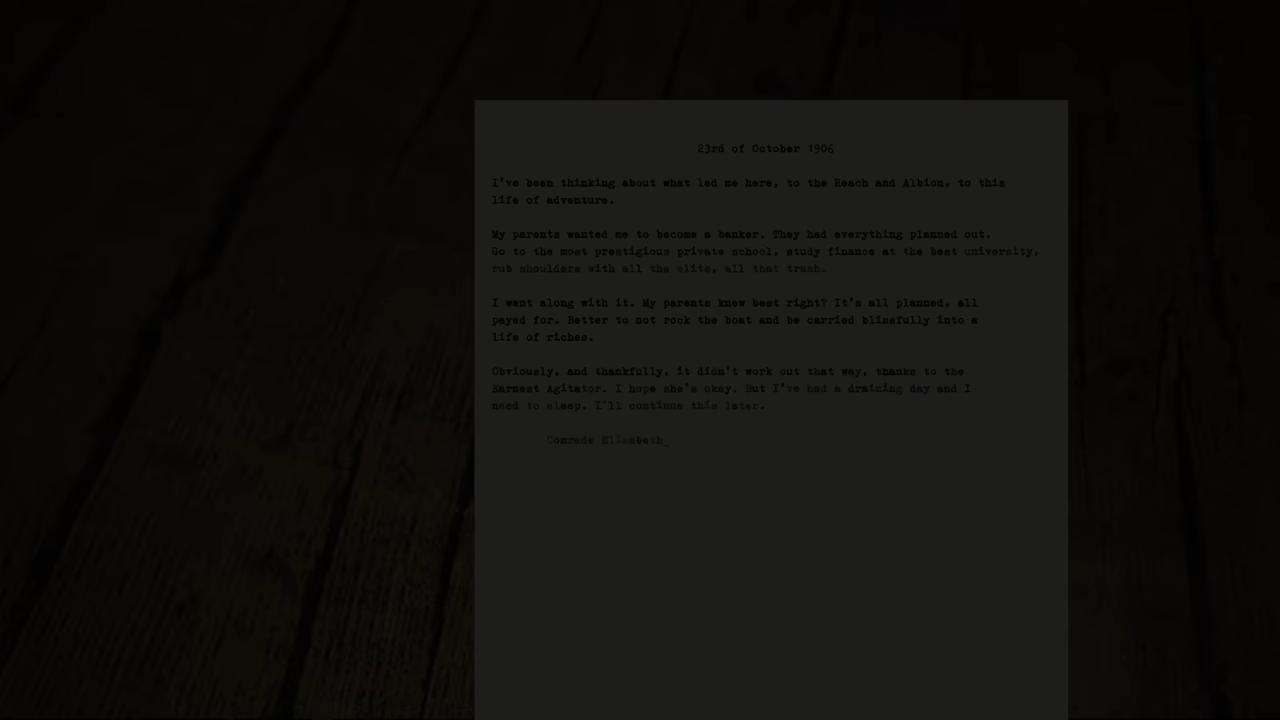 23rd of October 1906
I've been thinking about what led me here, to the Reach and Albion, to this
life of adventure.
My parents wanted me to become a banker. They had everything planned out.
Go to the most prestigious private school, study finance at the best university,
rub shoulders with all the elite, all that trash.
I went along with it. My parents knew best right? It's all planned, all
payed for. Better to not rock the boat and be carried blissfully into a
life of riches.
Obviously, and thankfully, it didn't work out that way, thanks to the
Earnest Agitator. I hope she's okay. But I've had a draining day and I
need to sleep. I'll continue this later.
Comrade Elizabeth_